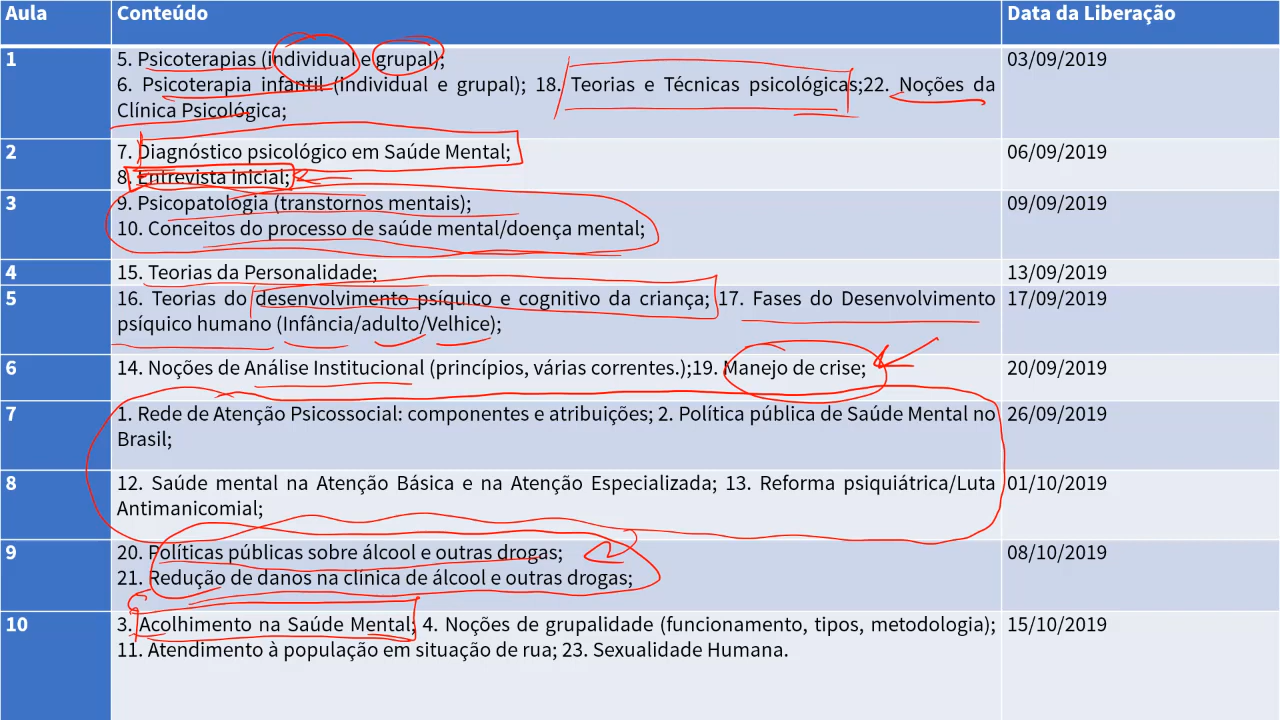 Aula Conteúdo Data da Liberação
1 5. Psicoterapias (individual e grupal); 03/09/2019
6. Psicoterapia infantil (individual e grupal); 18. Teorias e Técnicas psicológicas;22. Noções da
Clínica Psicológica;
2 7. Diagnóstico psicológico em Saúde Mental; 06/09/2019
8. Entrevista inicial;
3 9. Psicopatologia (transtornos mentais); 09/09/2019
10. Conceitos do processo de saúde mental/doença mental;
4 15. Teorias da Personalidade; 13/09/2019
5 16. Teorias do desenvolvimento psíquico e cognitivo da criança; 17. Fases do Desenvolvimento 17/09/2019
psíquico humano (Infância/adulto/Velhice);
6 14. Noções de Análise Institucional (princípios, várias correntes.);19. Manejo de crise; 20/09/2019
7 1. Rede de Atenção Psicossocial: componentes e atribuições; 2. Política pública de Saúde Mental no 26/09/2019
Brasil;
8 12. Saúde mental na Atenção Básica e na Atenção Especializada; 13. Reforma psiquiátrica/Luta 01/10/2019
Antimanicomial;
9 20. Políticas públicas sobre álcool e outras drogas; 08/10/2019
21. Redução de danos na clínica de álcool e outras drogas;
10 3. Acolhimento na Saúde Mental; 4. Noções de grupalidade (funcionamento, tipos, metodologia); 15/10/2019
11. Atendimento à população em situação de rua; 23. Sexualidade Humana.